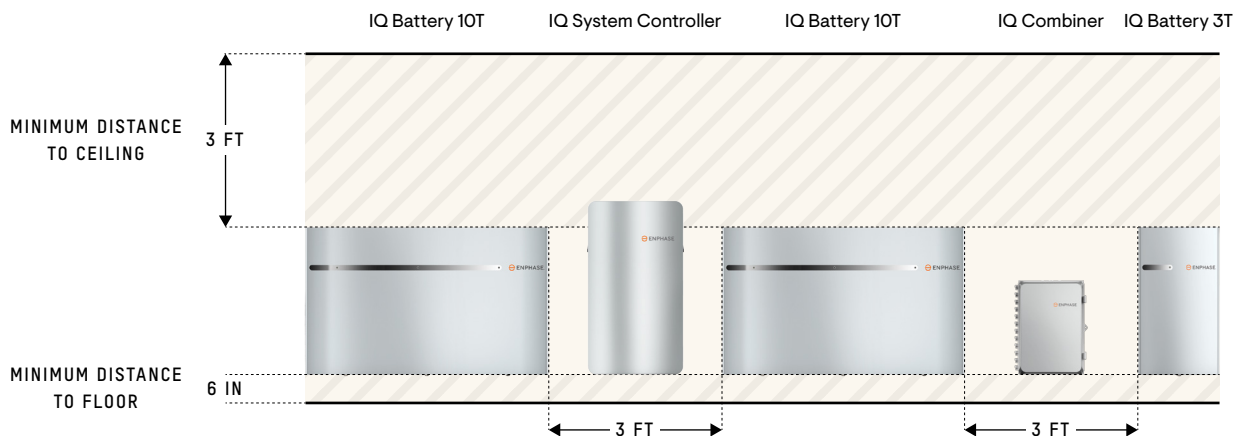 IQ Battery 10T
IQ System Controller
IQ Battery 10T
IQ Combiner
IQ Battery 3T
MINIMUM DISTANCE
TO CEILING
3 FT
ENPHASE
ENPHASE
ENPHASE
ENPHASE
ENPHASE
MINIMUM DISTANCE
TO FLOOR
6 IN
3 FT
3 FT